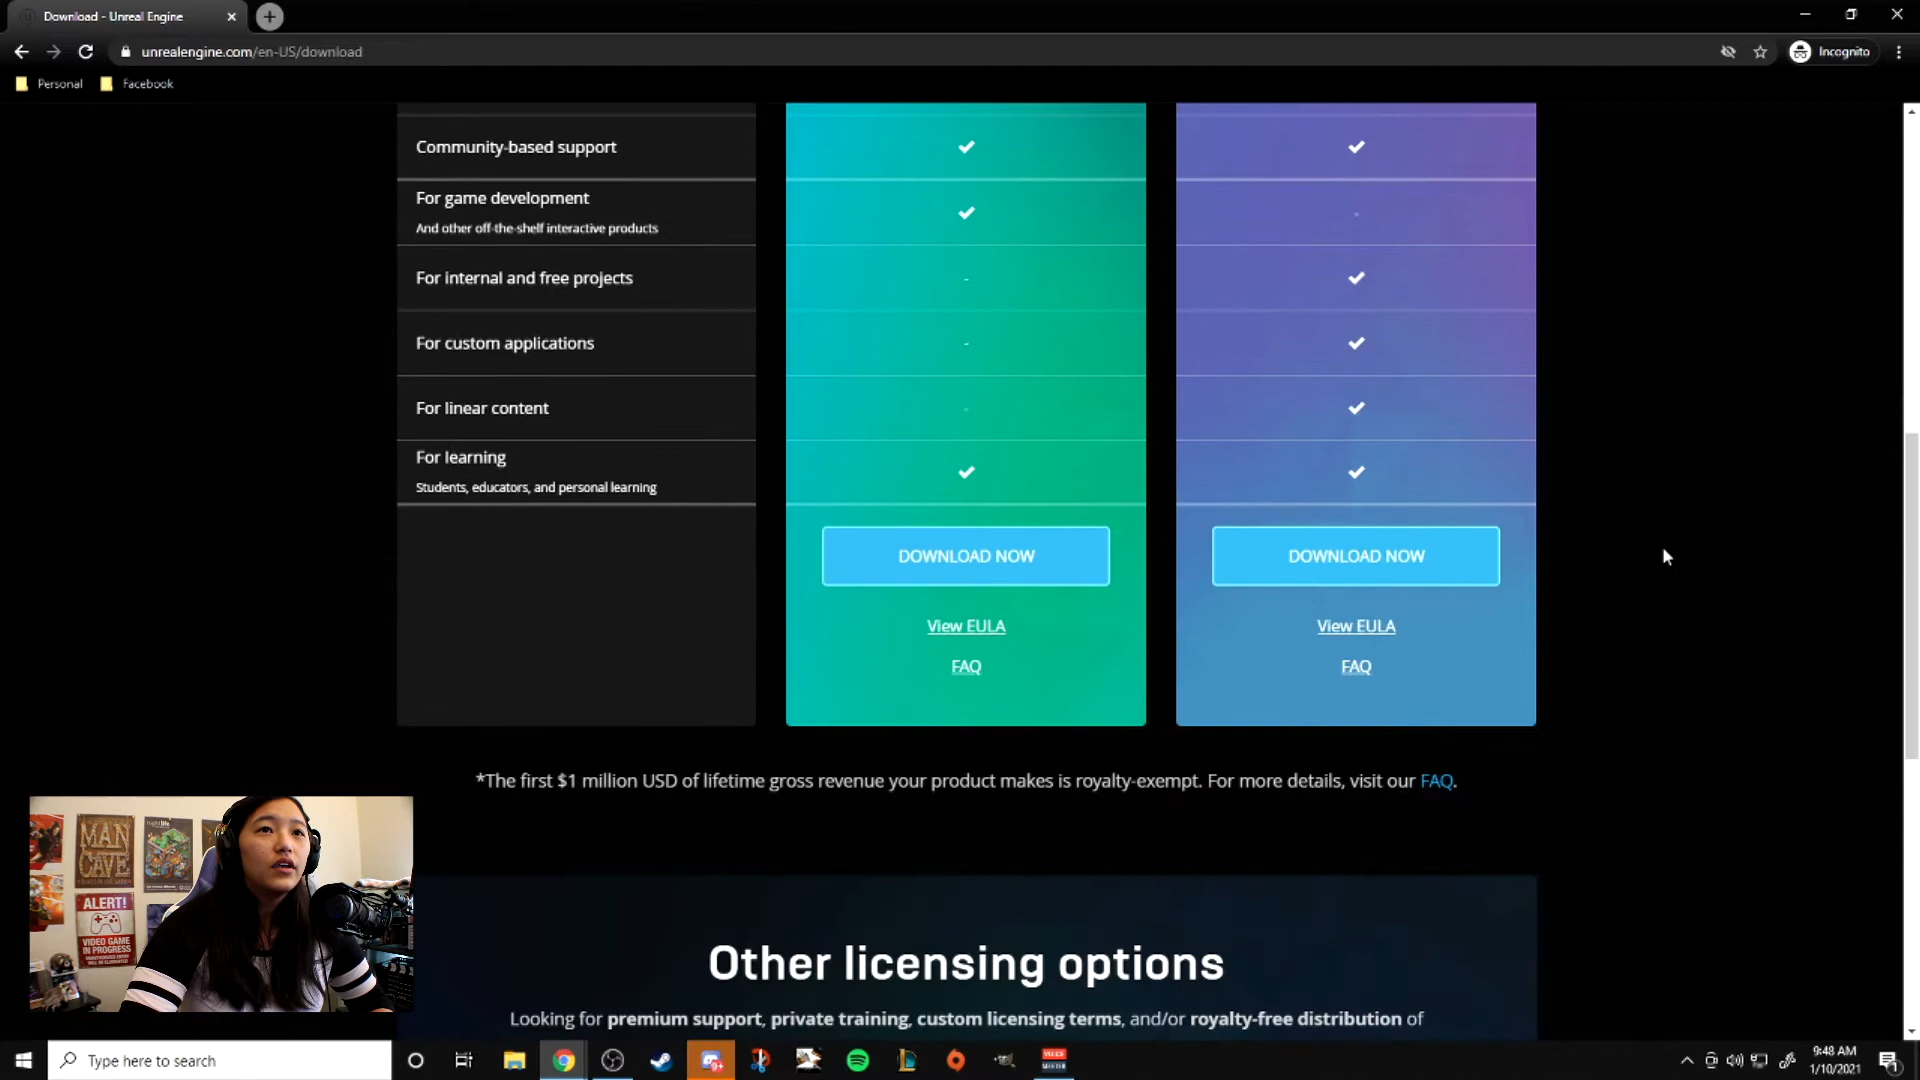 Download - Unreal Engine
unrealengine.com/en-US/download
Incognito
Personal
Facebook
Community-based support
For game development
And other off-the-shelf interactive products
For internal and free projects
-
For custom applications
-
For linear content
-
For learning
Students, educators, and personal learning
DOWNLOAD NOW
DOWNLOAD NOW
View EULA
View EULA
FAQ
FAQ
*The first $1 million USD of lifetime gross revenue your product makes is royalty-exempt. For more details, visit our FAQ.
MAN
CAVE
ALERT!
VIDEO GAME
IN PROGRESS
Other licensing options
Looking for premium support, private training, custom licensing terms, and/or royalty-free distribution of
Type here to search
9:48 AM
1/10/2021